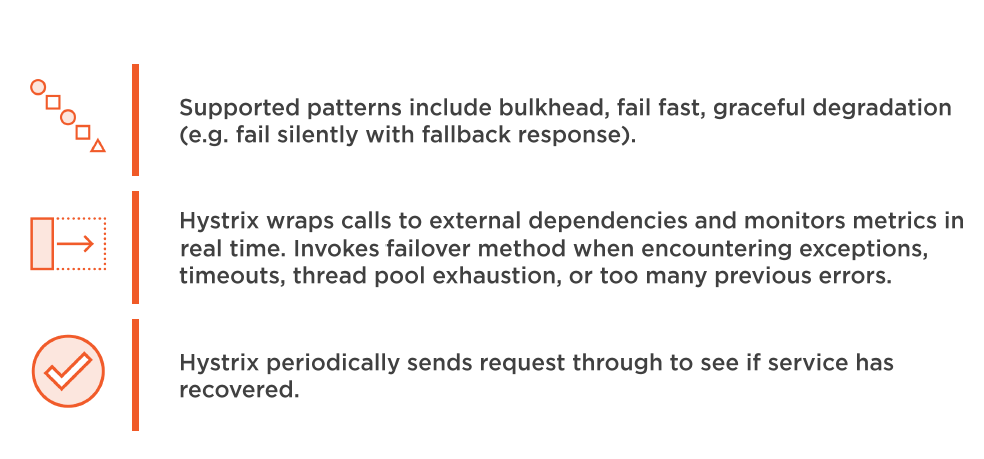 Supported patterns include bulkhead, fail fast, graceful degradation
(e.g. fail silently with fallback response).
Hystrix wraps calls to external dependencies and monitors metrics in
real time. Invokes failover method when encountering exceptions,
timeouts, thread pool exhaustion, or too many previous errors.
Hystrix periodically sends request through to see if service has
recovered.